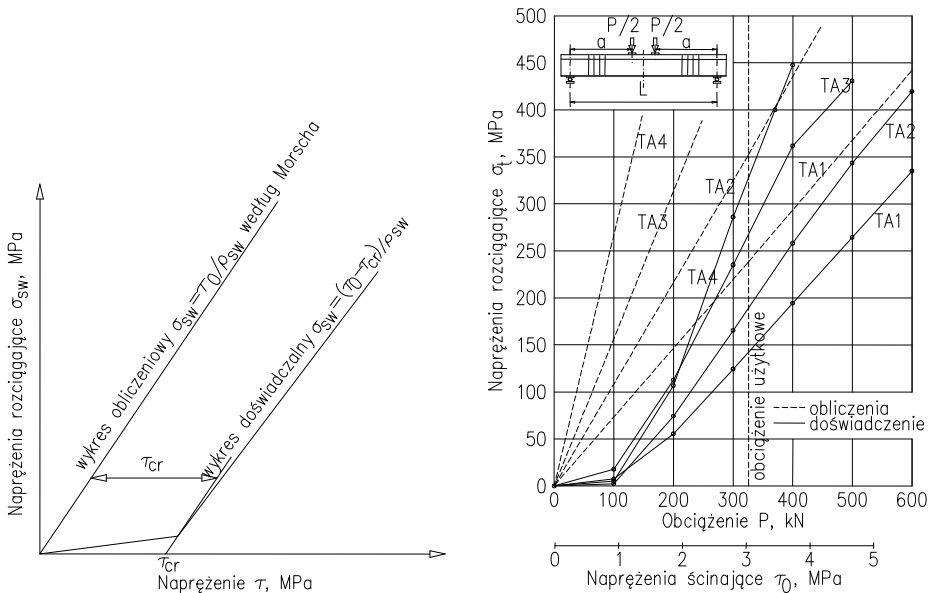 Naprężenia rozciągające σsw, MPa
wykres obliczeniowy σsw=τ0/ρsw według Morscha
wykres doświadczalny σsw=(τ0-τcr)/ρsw
τcr
τcr
Naprężenie τ, MPa
Naprężenia rozciągające σt, MPa
500
450
400
350
300
250
200
150
100
50
0
P/2 P/2
a a
L
TA4
TA3
TA2
TA1
TA3
TA2
TA1
TA4
obciążenie użytkowe
obliczenia
doświadczenie
0 100 200 300 400 500 600
Obciążenie P, kN
0 1 2 3 4 5
Naprężenia ścinające τ0, MPa